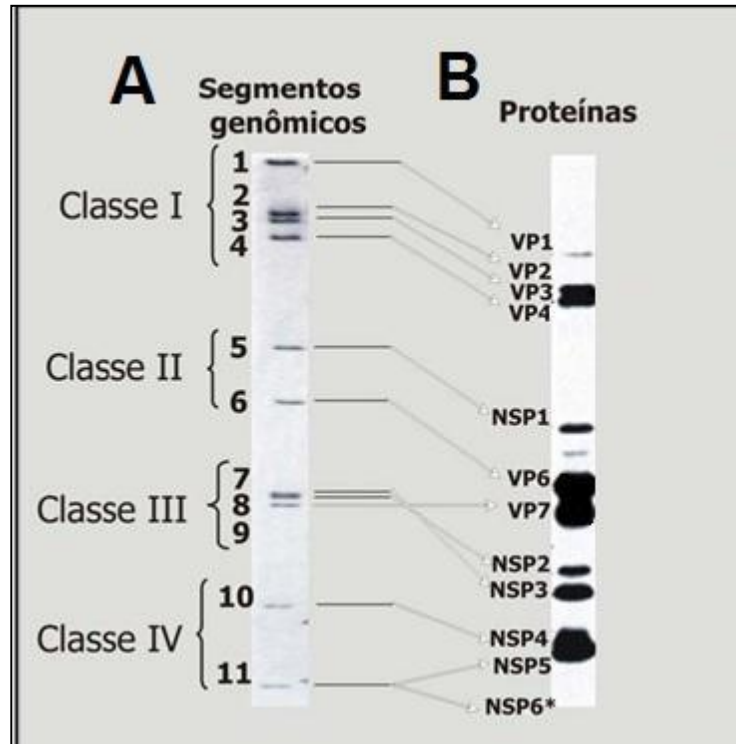 A
Segmentos
genômicos
Classe I
1
2
3
4
Classe II
5
6
Classe III
7
8
9
Classe IV
10
11
B
Proteínas
VP1
VP2
VP3
VP4
NSP1
VP6
VP7
NSP2
NSP3
NSP4
NSP5
NSP6*